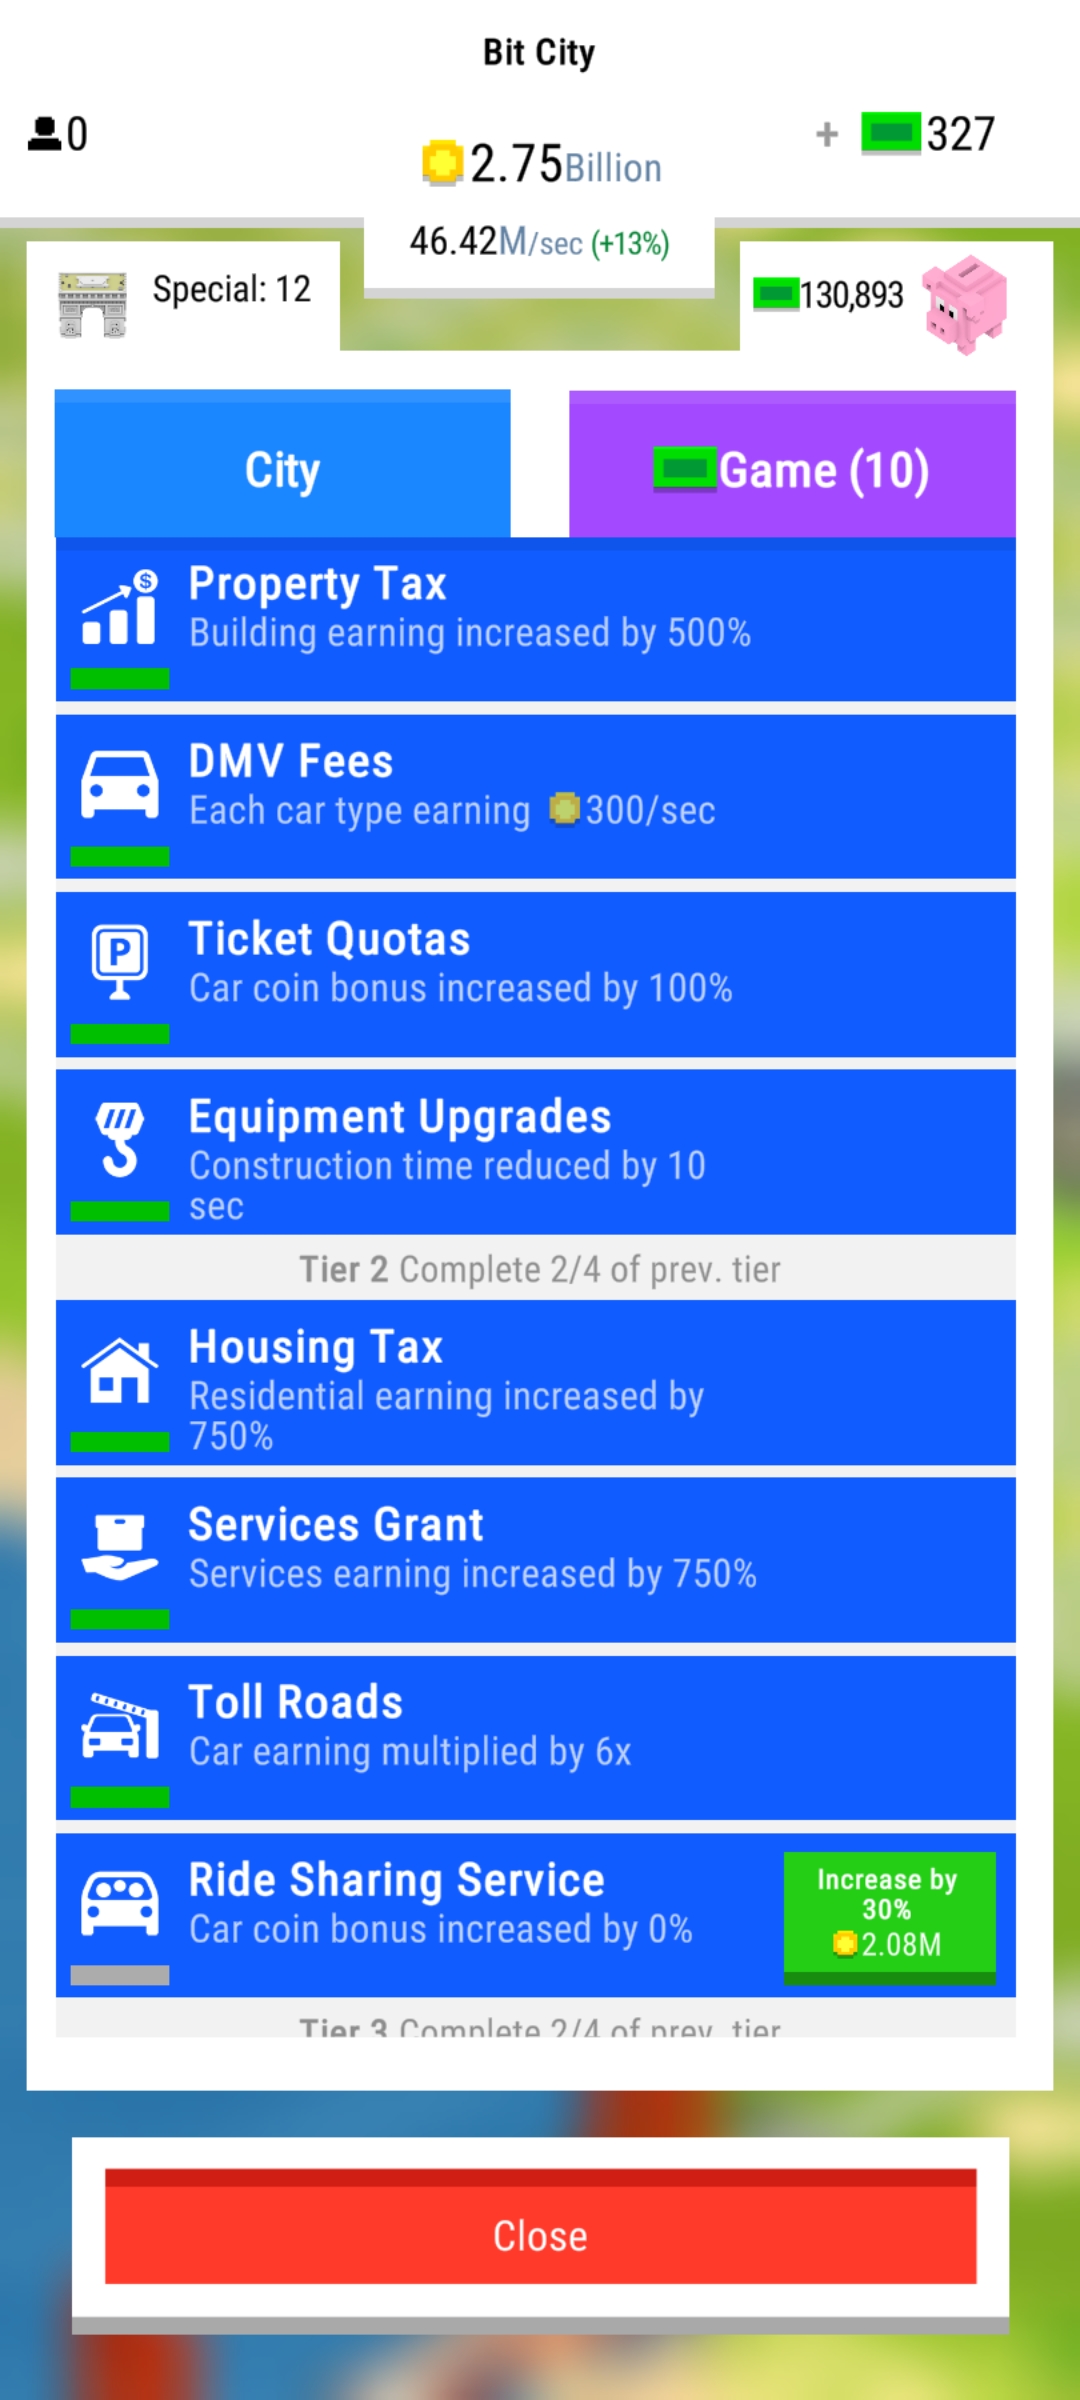 Bit City
0
2.75Billion
+ 327
46.42M/sec (+13%)
Special: 12
130,893
City
Game (10)
Property Tax
Building earning increased by 500%
DMV Fees
Each car type earning 300/sec
Ticket Quotas
Car coin bonus increased by 100%
Equipment Upgrades
Construction time reduced by 10
sec
Tier 2 Complete 2/4 of prev. tier
Housing Tax
Residential earning increased by
750%
Services Grant
Services earning increased by 750%
Toll Roads
Car earning multiplied by 6x
Ride Sharing Service
Car coin bonus increased by 0%
Increase by
30%
2.08M
Tier 3 Complete 2/4 of prev. tier
Close